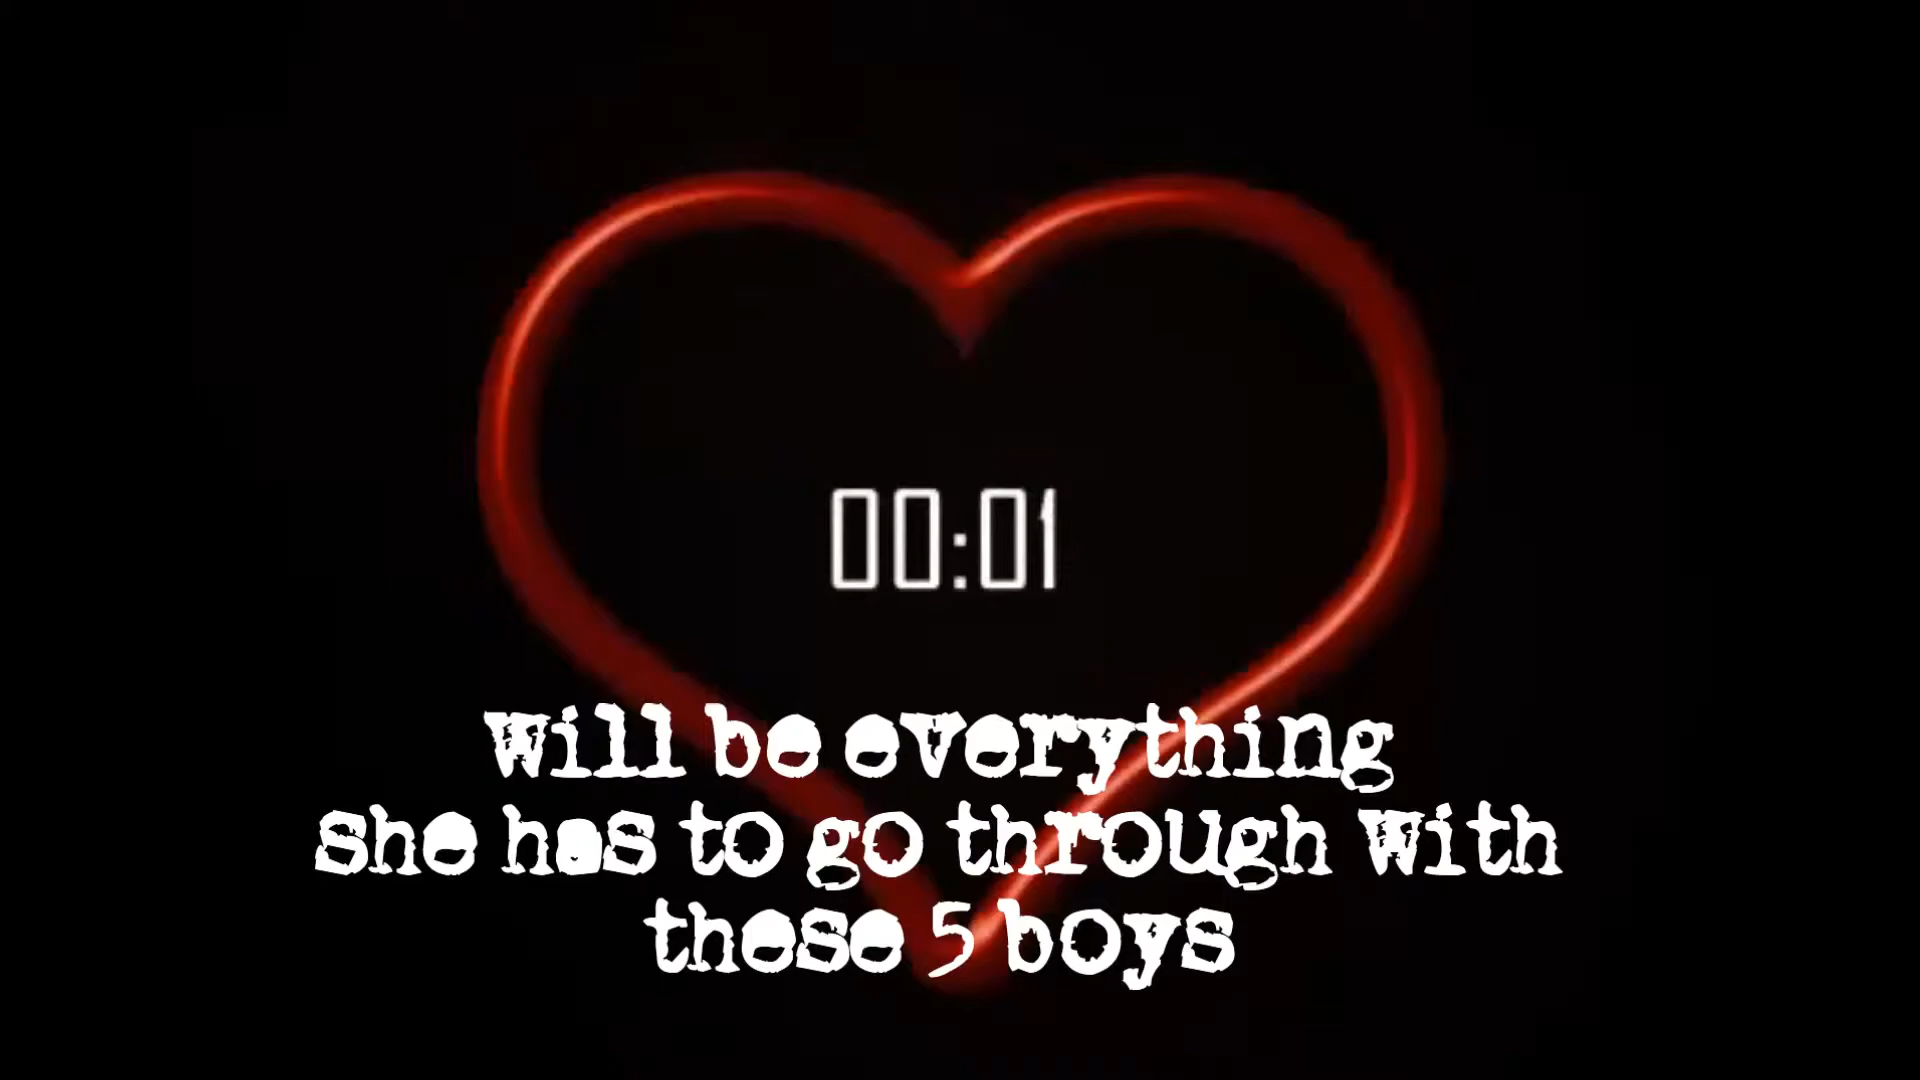 00:01
will be everything
she has to go through with
these 5 boys